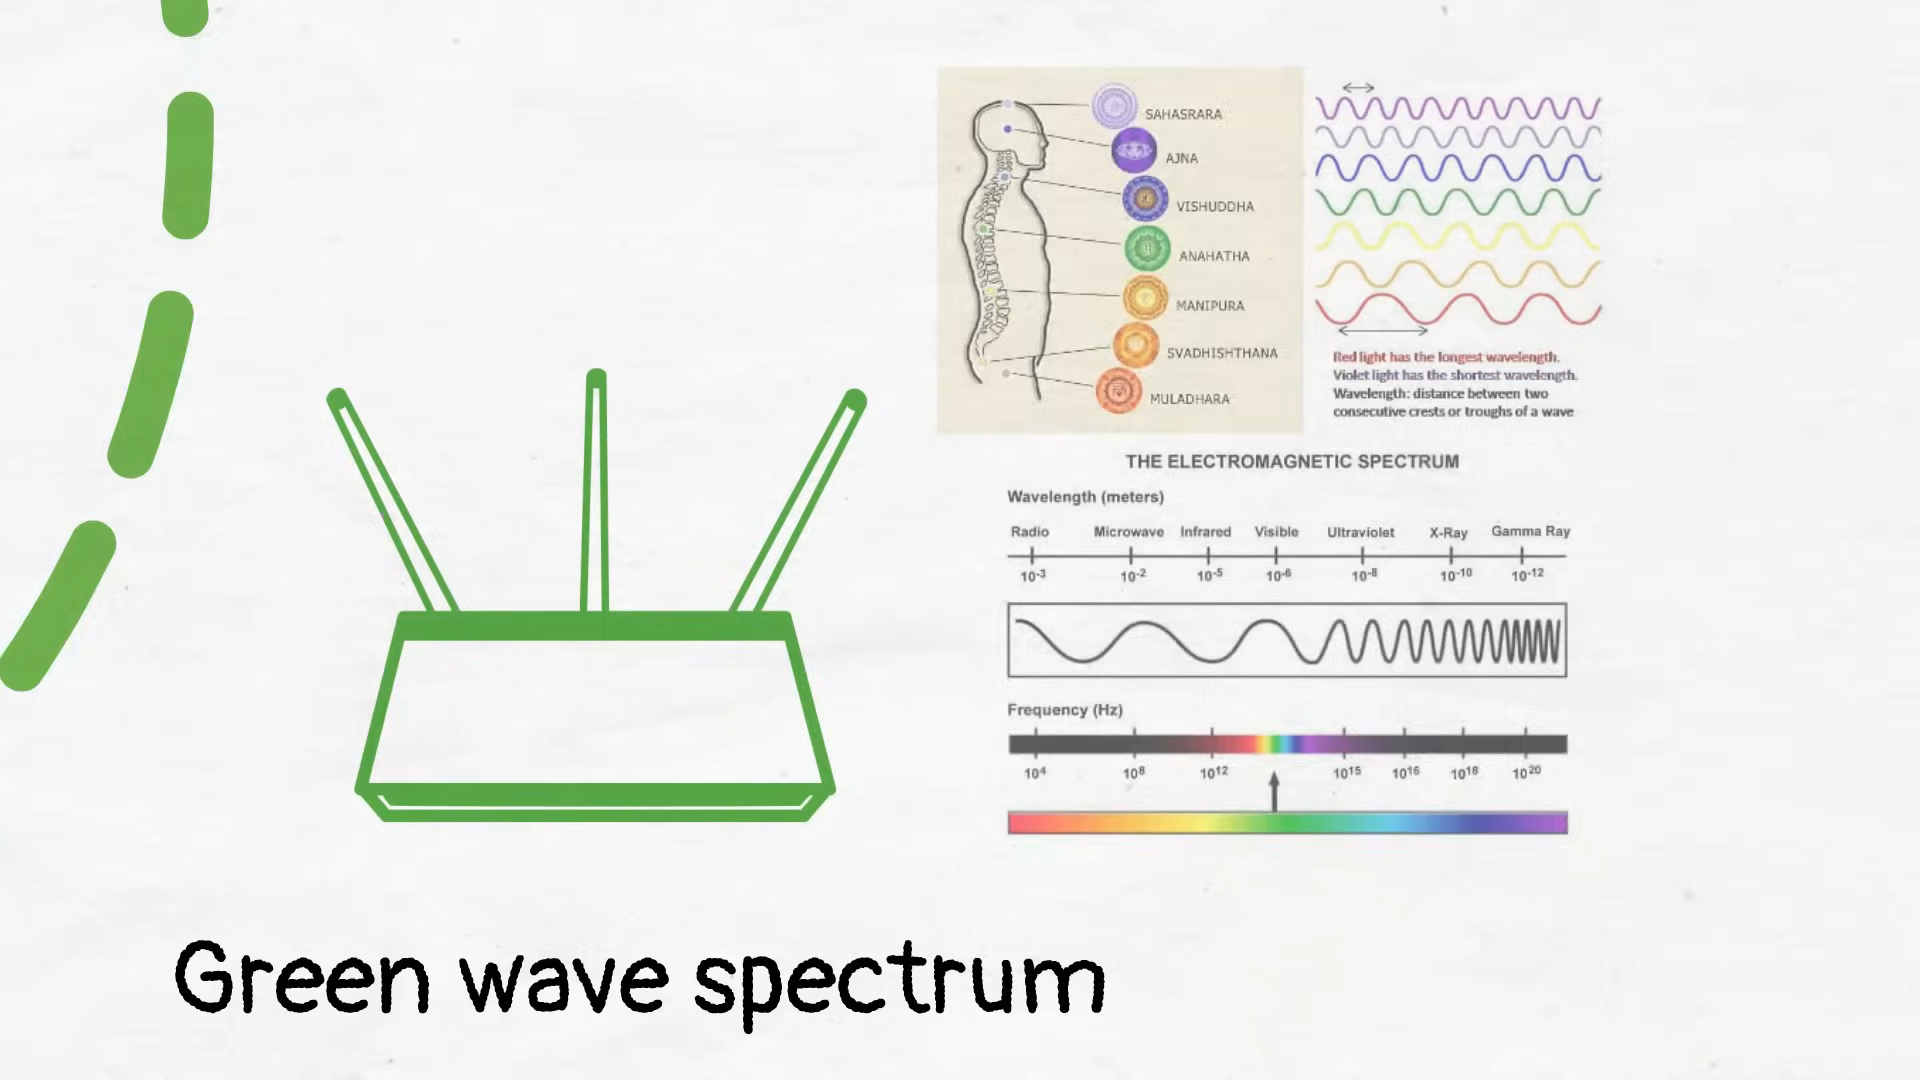 SAHASRARA
AJNA
VISHUDDHA
ANAHATHA
MANIPURA
SVADHISHTHANA
MULADHARA
Red light has the longest wavelength.
Violet light has the shortest wavelength.
Wavelength: distance between two
consecutive crests or troughs of a wave
THE ELECTROMAGNETIC SPECTRUM
Wavelength (meters)
Radio Microwave Infrared Visible Ultraviolet X-Ray Gamma Ray
10⁻³ 10⁻² 10⁻⁵ 10⁻⁶ 10⁻⁸ 10⁻¹⁰ 10⁻¹²
Frequency (Hz)
10⁴ 10⁸ 10¹² 10¹⁵ 10¹⁶ 10¹⁸ 10²⁰
Green wave spectrum